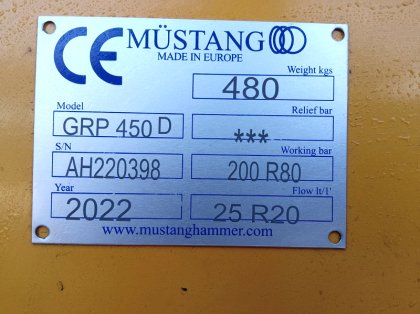 CE MÜSTANG
MADE IN EUROPE
Weight kgs
480
Model
GRP 450 D
Relief bar
***
S/N
AH220398
Working bar
200 R80
Year
2022
Flow lt/1'
25 R20
www.mustanghammer.com